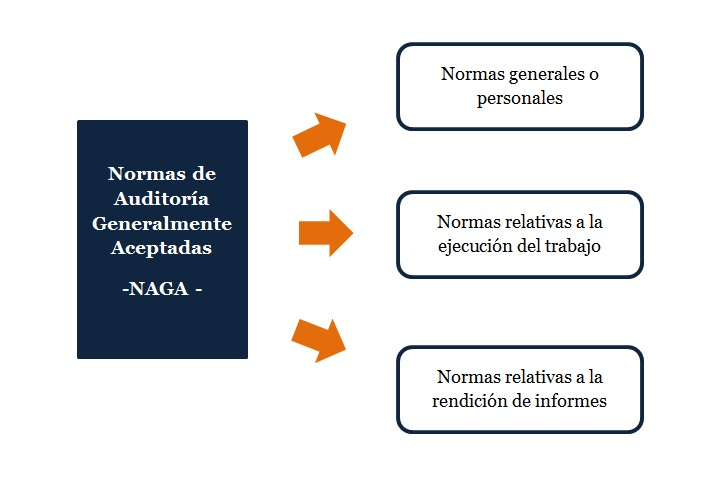 Normas de
Auditoría
Generalmente
Aceptadas
-NAGA -
Normas generales o
personales
Normas relativas a la
ejecución del trabajo
Normas relativas a la
rendición de informes